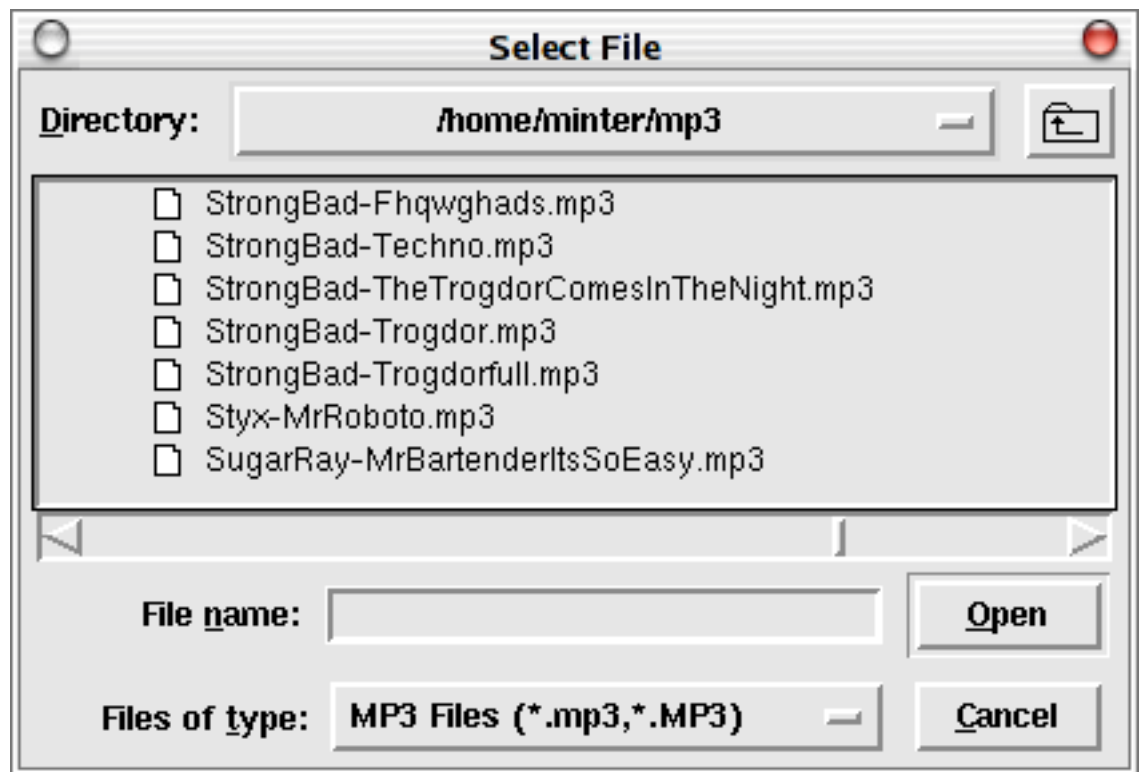 Select File
Directory: /home/minter/mp3
StrongBad-Fhqwghads.mp3
StrongBad-Techno.mp3
StrongBad-TheTrogdorComesInTheNight.mp3
StrongBad-Trogdor.mp3
StrongBad-Trogdorfull.mp3
Styx-MrRoboto.mp3
SugarRay-MrBartenderItsSoEasy.mp3
File name: Open
Files of type: MP3 Files (*.mp3,*.MP3) Cancel